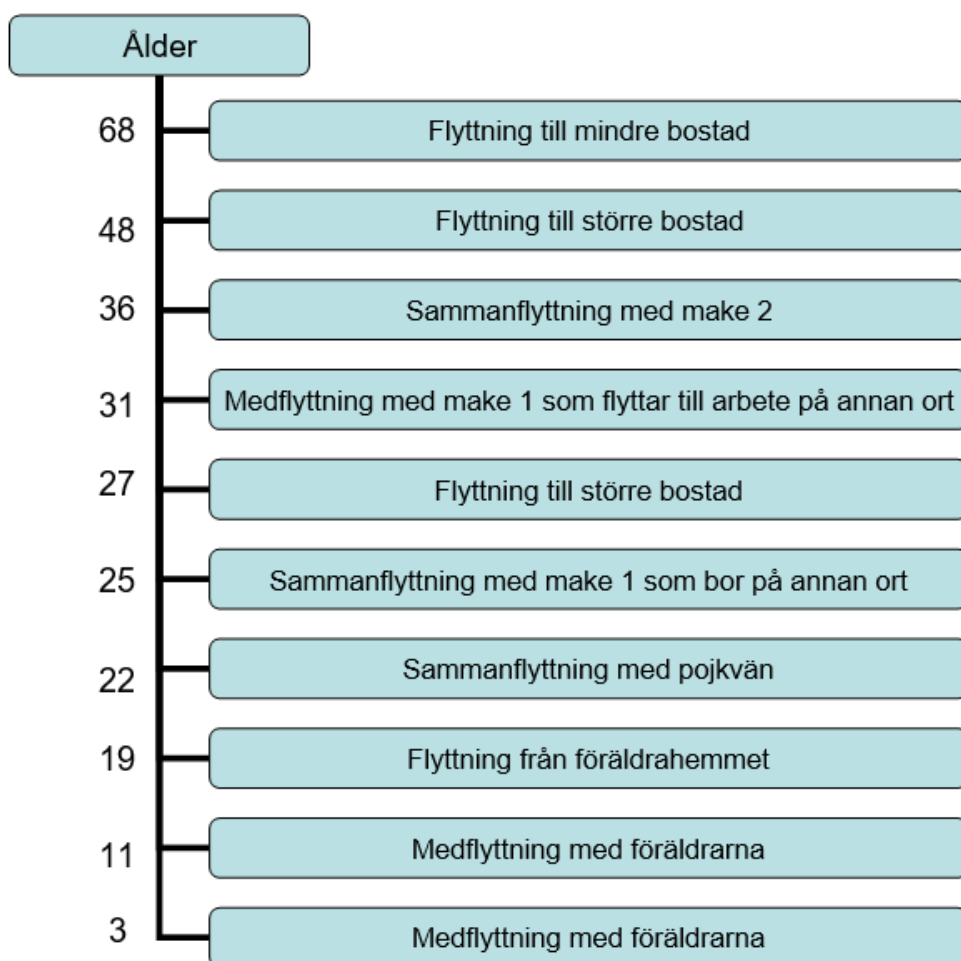 Ålder
68 Flyttning till mindre bostad
48 Flyttning till större bostad
36 Sammanflyttning med make 2
31 Medflyttning med make 1 som flyttar till arbete på annan ort
27 Flyttning till större bostad
25 Sammanflyttning med make 1 som bor på annan ort
22 Sammanflyttning med pojkvän
19 Flyttning från föräldrahemmet
11 Medflyttning med föräldrarna
3 Medflyttning med föräldrarna